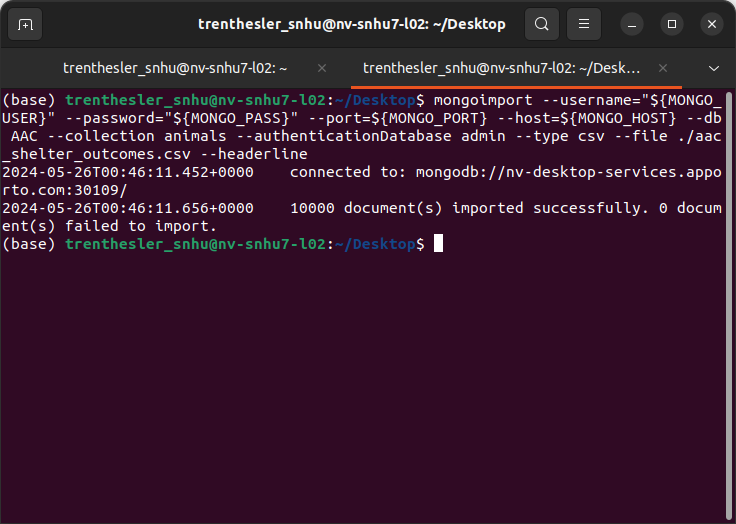 trenthesler_snhu@nv-snhu7-l02: ~/Desktop
trenthesler_snhu@nv-snhu7-l02: ~
trenthesler_snhu@nv-snhu7-l02: ~/Desk…
(base) trenthesler_snhu@nv-snhu7-l02:~/Desktop$ mongoimport --username="${MONGO_
USER}" --password="${MONGO_PASS}" --port=${MONGO_PORT} --host=${MONGO_HOST} --db
 AAC --collection animals --authenticationDatabase admin --type csv --file ./aac
_shelter_outcomes.csv --headerline
2024-05-26T00:46:11.452+0000    connected to: mongodb://nv-desktop-services.appo
rto.com:30109/
2024-05-26T00:46:11.656+0000    10000 document(s) imported successfully. 0 docum
ent(s) failed to import.
(base) trenthesler_snhu@nv-snhu7-l02:~/Desktop$